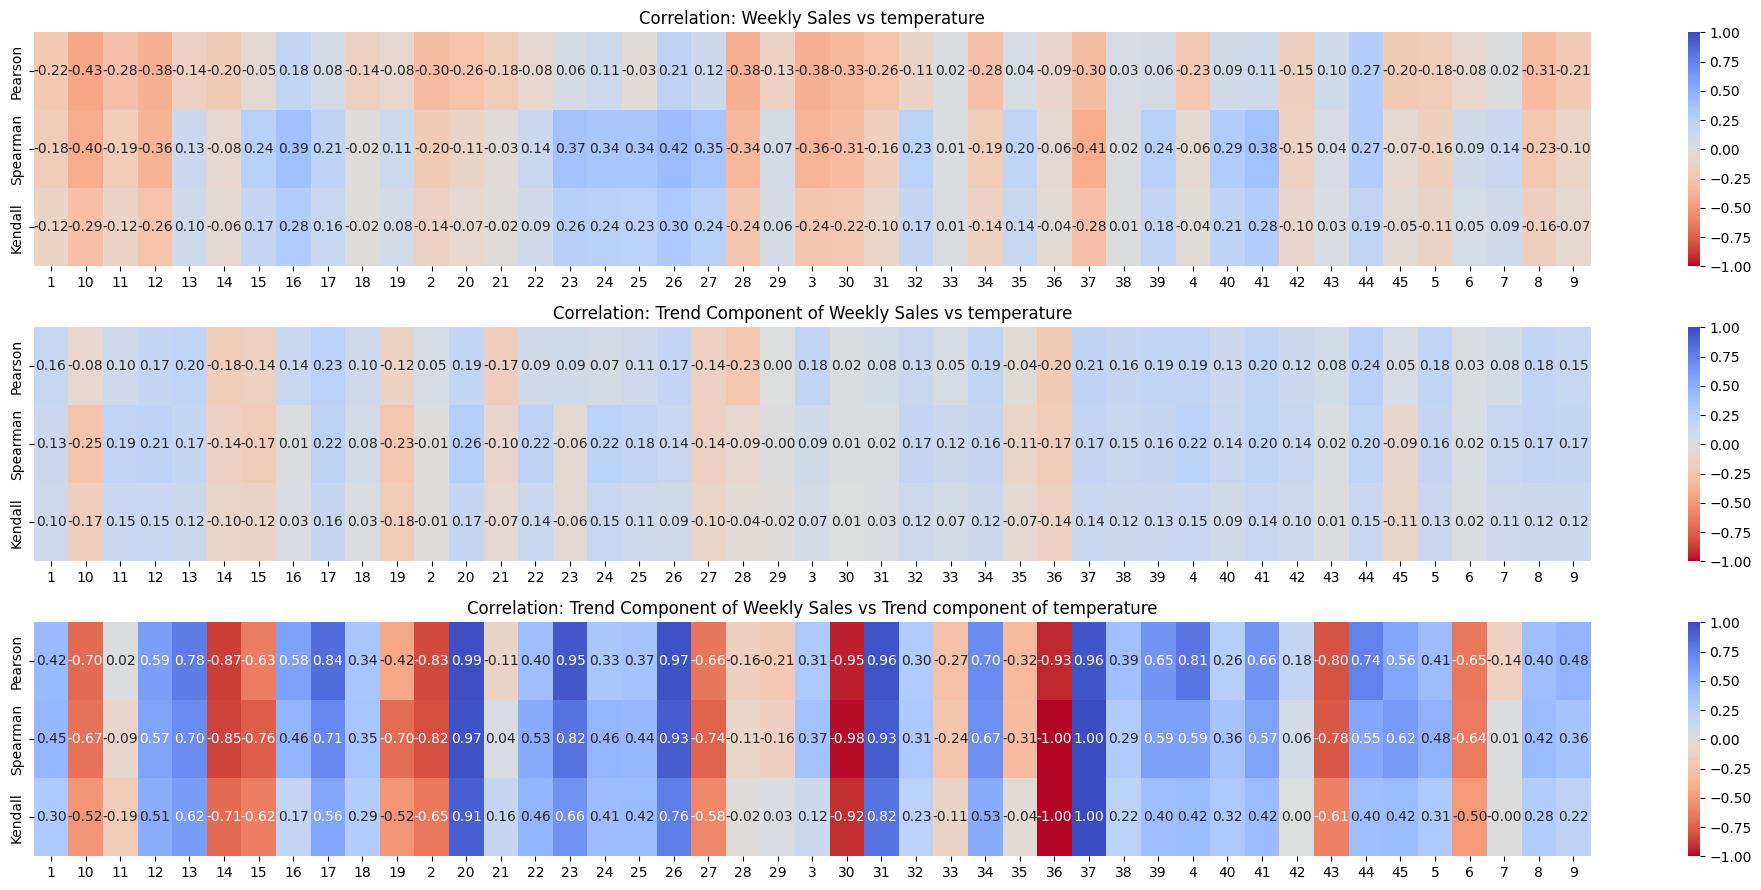 Correlation: Weekly Sales vs temperature
Pearson -0.22 -0.43 -0.28 -0.38 -0.14 -0.20 -0.05 0.18 0.08 -0.14 -0.08 -0.30 -0.26 -0.18 -0.08 0.06 0.11 -0.03 0.21 0.12 -0.38 -0.13 -0.38 -0.33 -0.26 -0.11 0.02 -0.28 0.04 -0.09 -0.30 0.03 0.06 -0.23 0.09 0.11 -0.15 0.10 0.27 -0.20 -0.18 -0.08 0.02 -0.31 -0.21
Spearman -0.18 -0.40 -0.19 -0.36 0.13 -0.08 0.24 0.39 0.21 -0.02 0.11 -0.20 -0.11 -0.03 0.14 0.37 0.34 0.34 0.42 0.35 -0.34 0.07 -0.36 -0.31 -0.16 0.23 0.01 -0.19 0.20 -0.06 -0.41 0.02 0.24 -0.06 0.29 0.38 -0.15 0.04 0.27 -0.07 -0.16 0.09 0.14 -0.23 -0.10
Kendall -0.12 -0.29 -0.12 -0.26 0.10 -0.06 0.17 0.28 0.16 -0.02 0.08 -0.14 -0.07 -0.02 0.09 0.26 0.24 0.23 0.30 0.24 -0.24 0.06 -0.24 -0.22 -0.10 0.17 0.01 -0.14 0.14 -0.04 -0.28 0.01 0.18 -0.04 0.21 0.28 -0.10 0.03 0.19 -0.05 -0.11 0.05 0.09 -0.16 -0.07
1 10 11 12 13 14 15 16 17 18 19 2 20 21 22 23 24 25 26 27 28 29 3 30 31 32 33 34 35 36 37 38 39 4 40 41 42 43 44 45 5 6 7 8 9
1.00
0.75
0.50
0.25
0.00
−0.25
−0.50
−0.75
−1.00
Correlation: Trend Component of Weekly Sales vs temperature
Pearson 0.16 -0.08 0.10 0.17 0.20 -0.18 -0.14 0.14 0.23 0.10 -0.12 0.05 0.19 -0.17 0.09 0.09 0.07 0.11 0.17 -0.14 -0.23 0.00 0.18 0.02 0.08 0.13 0.05 0.19 -0.04 -0.20 0.21 0.16 0.19 0.19 0.13 0.20 0.12 0.08 0.24 0.05 0.18 0.03 0.08 0.18 0.15
Spearman 0.13 -0.25 0.19 0.21 0.17 -0.14 -0.17 0.01 0.22 0.08 -0.23 -0.01 0.26 -0.10 0.22 -0.06 0.22 0.18 0.14 -0.14 -0.09 -0.00 0.09 0.01 0.02 0.17 0.12 0.16 -0.11 -0.17 0.17 0.15 0.16 0.22 0.14 0.20 0.14 0.02 0.20 -0.09 0.16 0.02 0.15 0.17 0.17
Kendall 0.10 -0.17 0.15 0.15 0.12 -0.10 -0.12 0.03 0.16 0.03 -0.18 -0.01 0.17 -0.07 0.14 -0.06 0.15 0.11 0.09 -0.10 -0.04 -0.02 0.07 0.01 0.03 0.12 0.07 0.12 -0.07 -0.14 0.14 0.12 0.13 0.15 0.09 0.14 0.10 0.01 0.15 -0.11 0.13 0.02 0.11 0.12 0.12
1 10 11 12 13 14 15 16 17 18 19 2 20 21 22 23 24 25 26 27 28 29 3 30 31 32 33 34 35 36 37 38 39 4 40 41 42 43 44 45 5 6 7 8 9
1.00
0.75
0.50
0.25
0.00
−0.25
−0.50
−0.75
−1.00
Correlation: Trend Component of Weekly Sales vs Trend component of temperature
Pearson 0.42 -0.70 0.02 0.59 0.78 -0.87 -0.63 0.58 0.84 0.34 -0.42 -0.83 0.99 -0.11 0.40 0.95 0.33 0.37 0.97 -0.66 -0.16 -0.21 0.31 -0.95 0.96 0.30 -0.27 0.70 -0.32 -0.93 0.96 0.39 0.65 0.81 0.26 0.66 0.18 -0.80 0.74 0.56 0.41 -0.65 -0.14 0.40 0.48
Spearman 0.45 -0.67 -0.09 0.57 0.70 -0.85 -0.76 0.46 0.71 0.35 -0.70 -0.82 0.97 0.04 0.53 0.82 0.46 0.44 0.93 -0.74 -0.11 -0.16 0.37 -0.98 0.93 0.31 -0.24 0.67 -0.31 -1.00 1.00 0.29 0.59 0.59 0.36 0.57 0.06 -0.78 0.55 0.62 0.48 -0.64 0.01 0.42 0.36
Kendall 0.30 -0.52 -0.19 0.51 0.62 -0.71 -0.62 0.17 0.56 0.29 -0.52 -0.65 0.91 0.16 0.46 0.66 0.41 0.42 0.76 -0.58 -0.02 0.03 0.12 -0.92 0.82 0.23 -0.11 0.53 -0.04 -1.00 1.00 0.22 0.40 0.42 0.32 0.42 0.00 -0.61 0.40 0.42 0.31 -0.50 -0.00 0.28 0.22
1 10 11 12 13 14 15 16 17 18 19 2 20 21 22 23 24 25 26 27 28 29 3 30 31 32 33 34 35 36 37 38 39 4 40 41 42 43 44 45 5 6 7 8 9
1.00
0.75
0.50
0.25
0.00
−0.25
−0.50
−0.75
−1.00